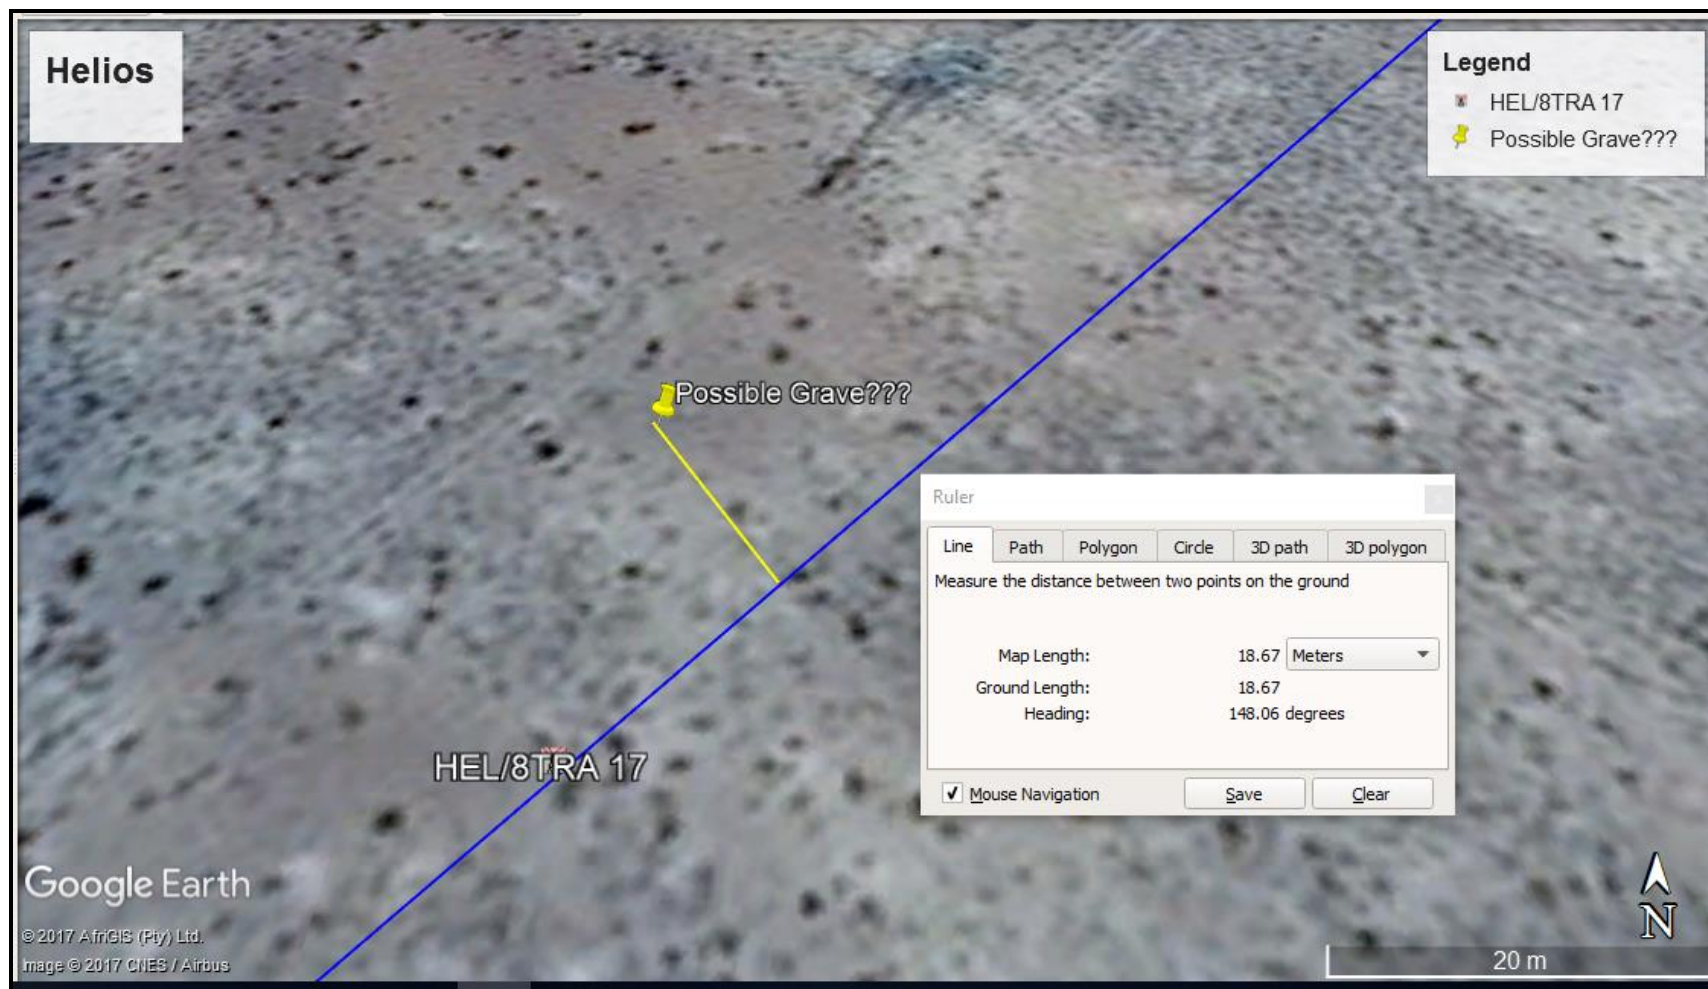 Helios
Legend
HEL/8TRA 17
Possible Grave???
Possible Grave???
Ruler
Line Path Polygon Circle 3D path 3D polygon
Measure the distance between two points on the ground
Map Length: 18.67 Meters
Ground Length: 18.67
Heading: 148.06 degrees
Mouse Navigation Save Clear
HEL/8TRA 17
Google Earth
© 2017 AfriGIS (Pty) Ltd.
Image © 2017 CNES / Airbus
N
20 m